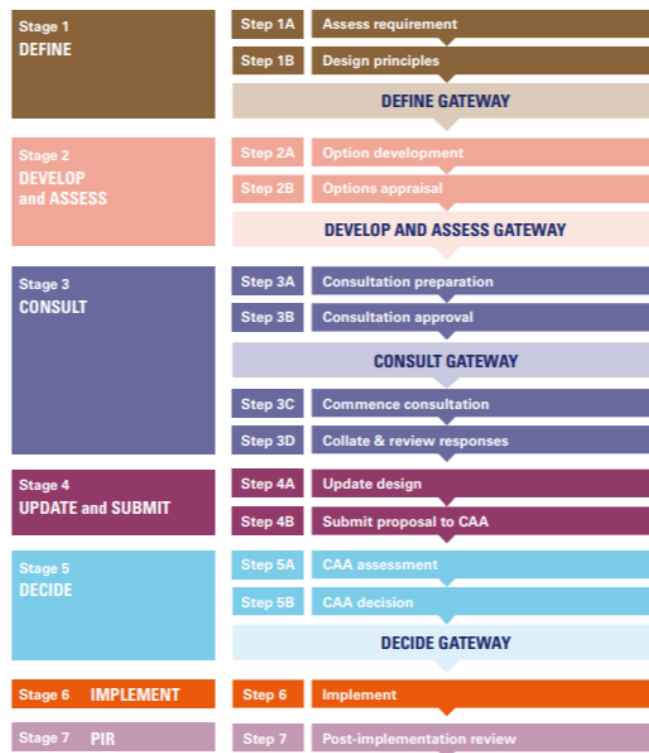 Stage 1
DEFINE
Step 1A Assess requirement
Step 1B Design principles
DEFINE GATEWAY
Stage 2
DEVELOP
and ASSESS
Step 2A Option development
Step 2B Options appraisal
DEVELOP AND ASSESS GATEWAY
Stage 3
CONSULT
Step 3A Consultation preparation
Step 3B Consultation approval
CONSULT GATEWAY
Step 3C Commence consultation
Step 3D Collate & review responses
Stage 4
UPDATE and SUBMIT
Step 4A Update design
Step 4B Submit proposal to CAA
Stage 5
DECIDE
Step 5A CAA assessment
Step 5B CAA decision
DECIDE GATEWAY
Stage 6 IMPLEMENT
Step 6 Implement
Stage 7 PIR
Step 7 Post-implementation review